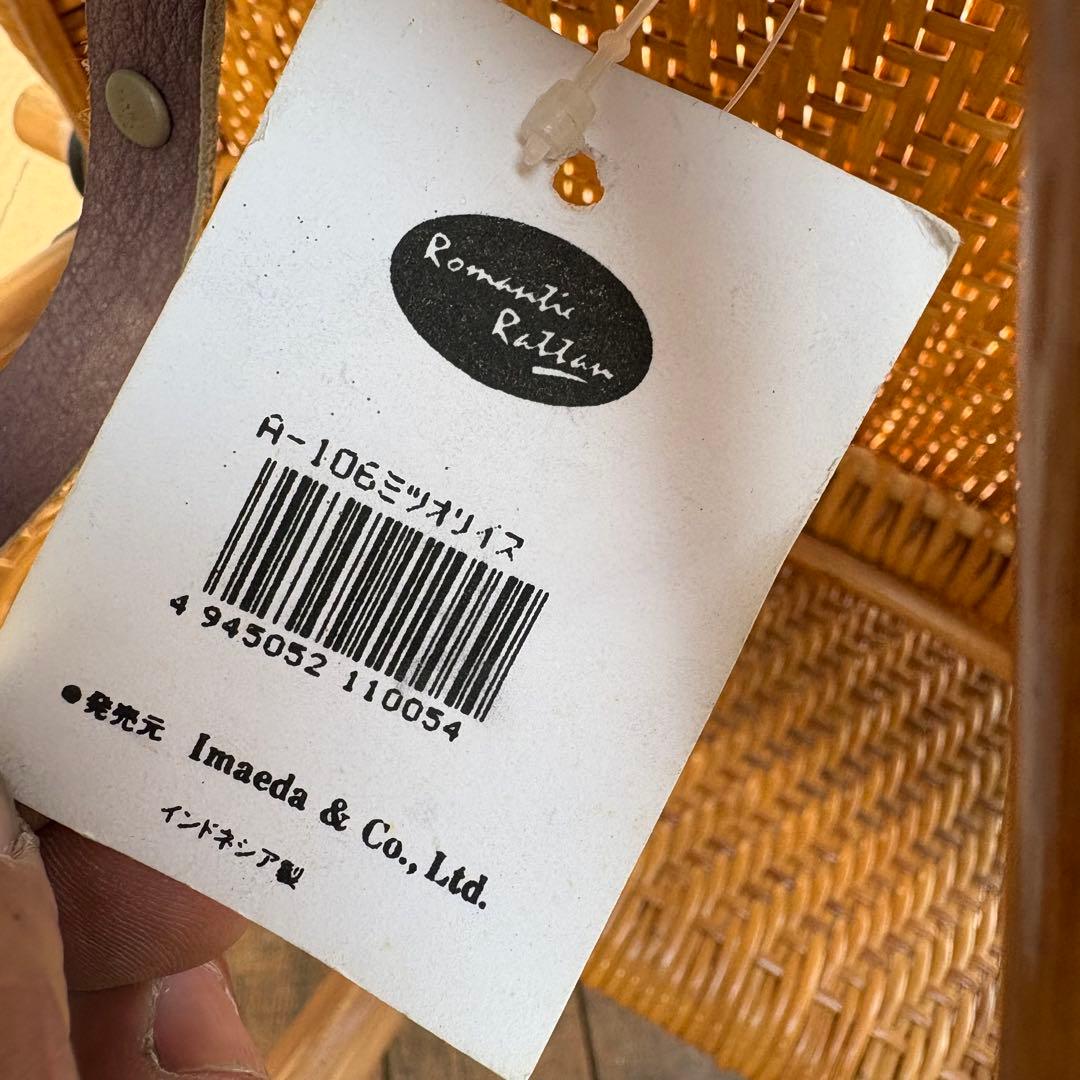 Romantic
Rattan
A-106ミツオリイス
4 945052 110054
●発売元 Imaeda & Co., Ltd.
インドネシア製